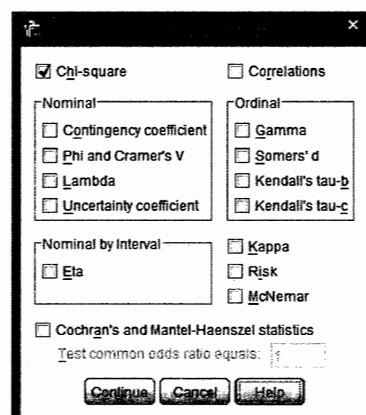 Chi-square
Correlations
Nominal
Contingency coefficient
Phi and Cramer's V
Lambda
Uncertainty coefficient
Ordinal
Gamma
Somers' d
Kendall's tau-b
Kendall's tau-c
Nominal by Interval
Eta
Kappa
Risk
McNemar
Cochran's and Mantel-Haenszel statistics
Test common odds ratio equals: 1
Continue Cancel Help